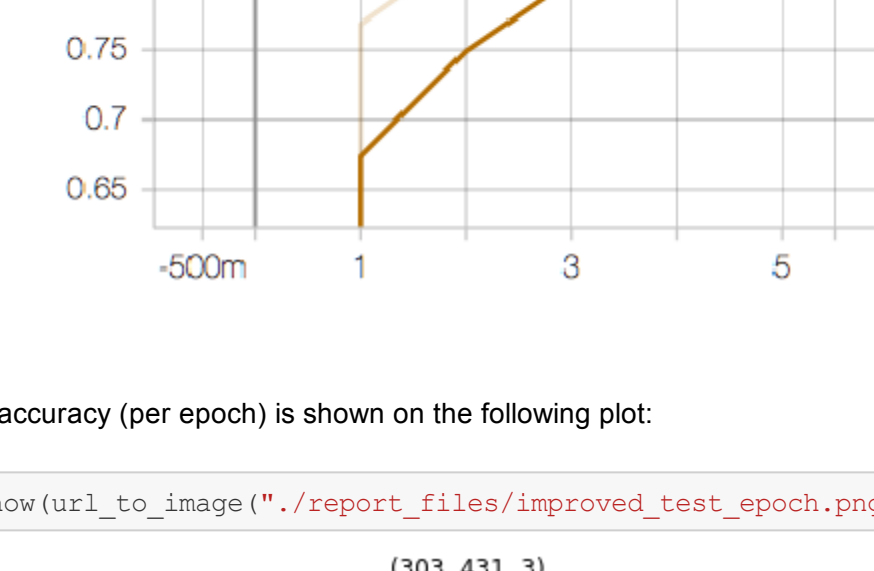 0.75
0.7
0.65
-500m 1 3 5
accuracy (per epoch) is shown on the following plot:
ow(url_to_image("./report_files/improved_test_epoch.png
(303, 431, 3)